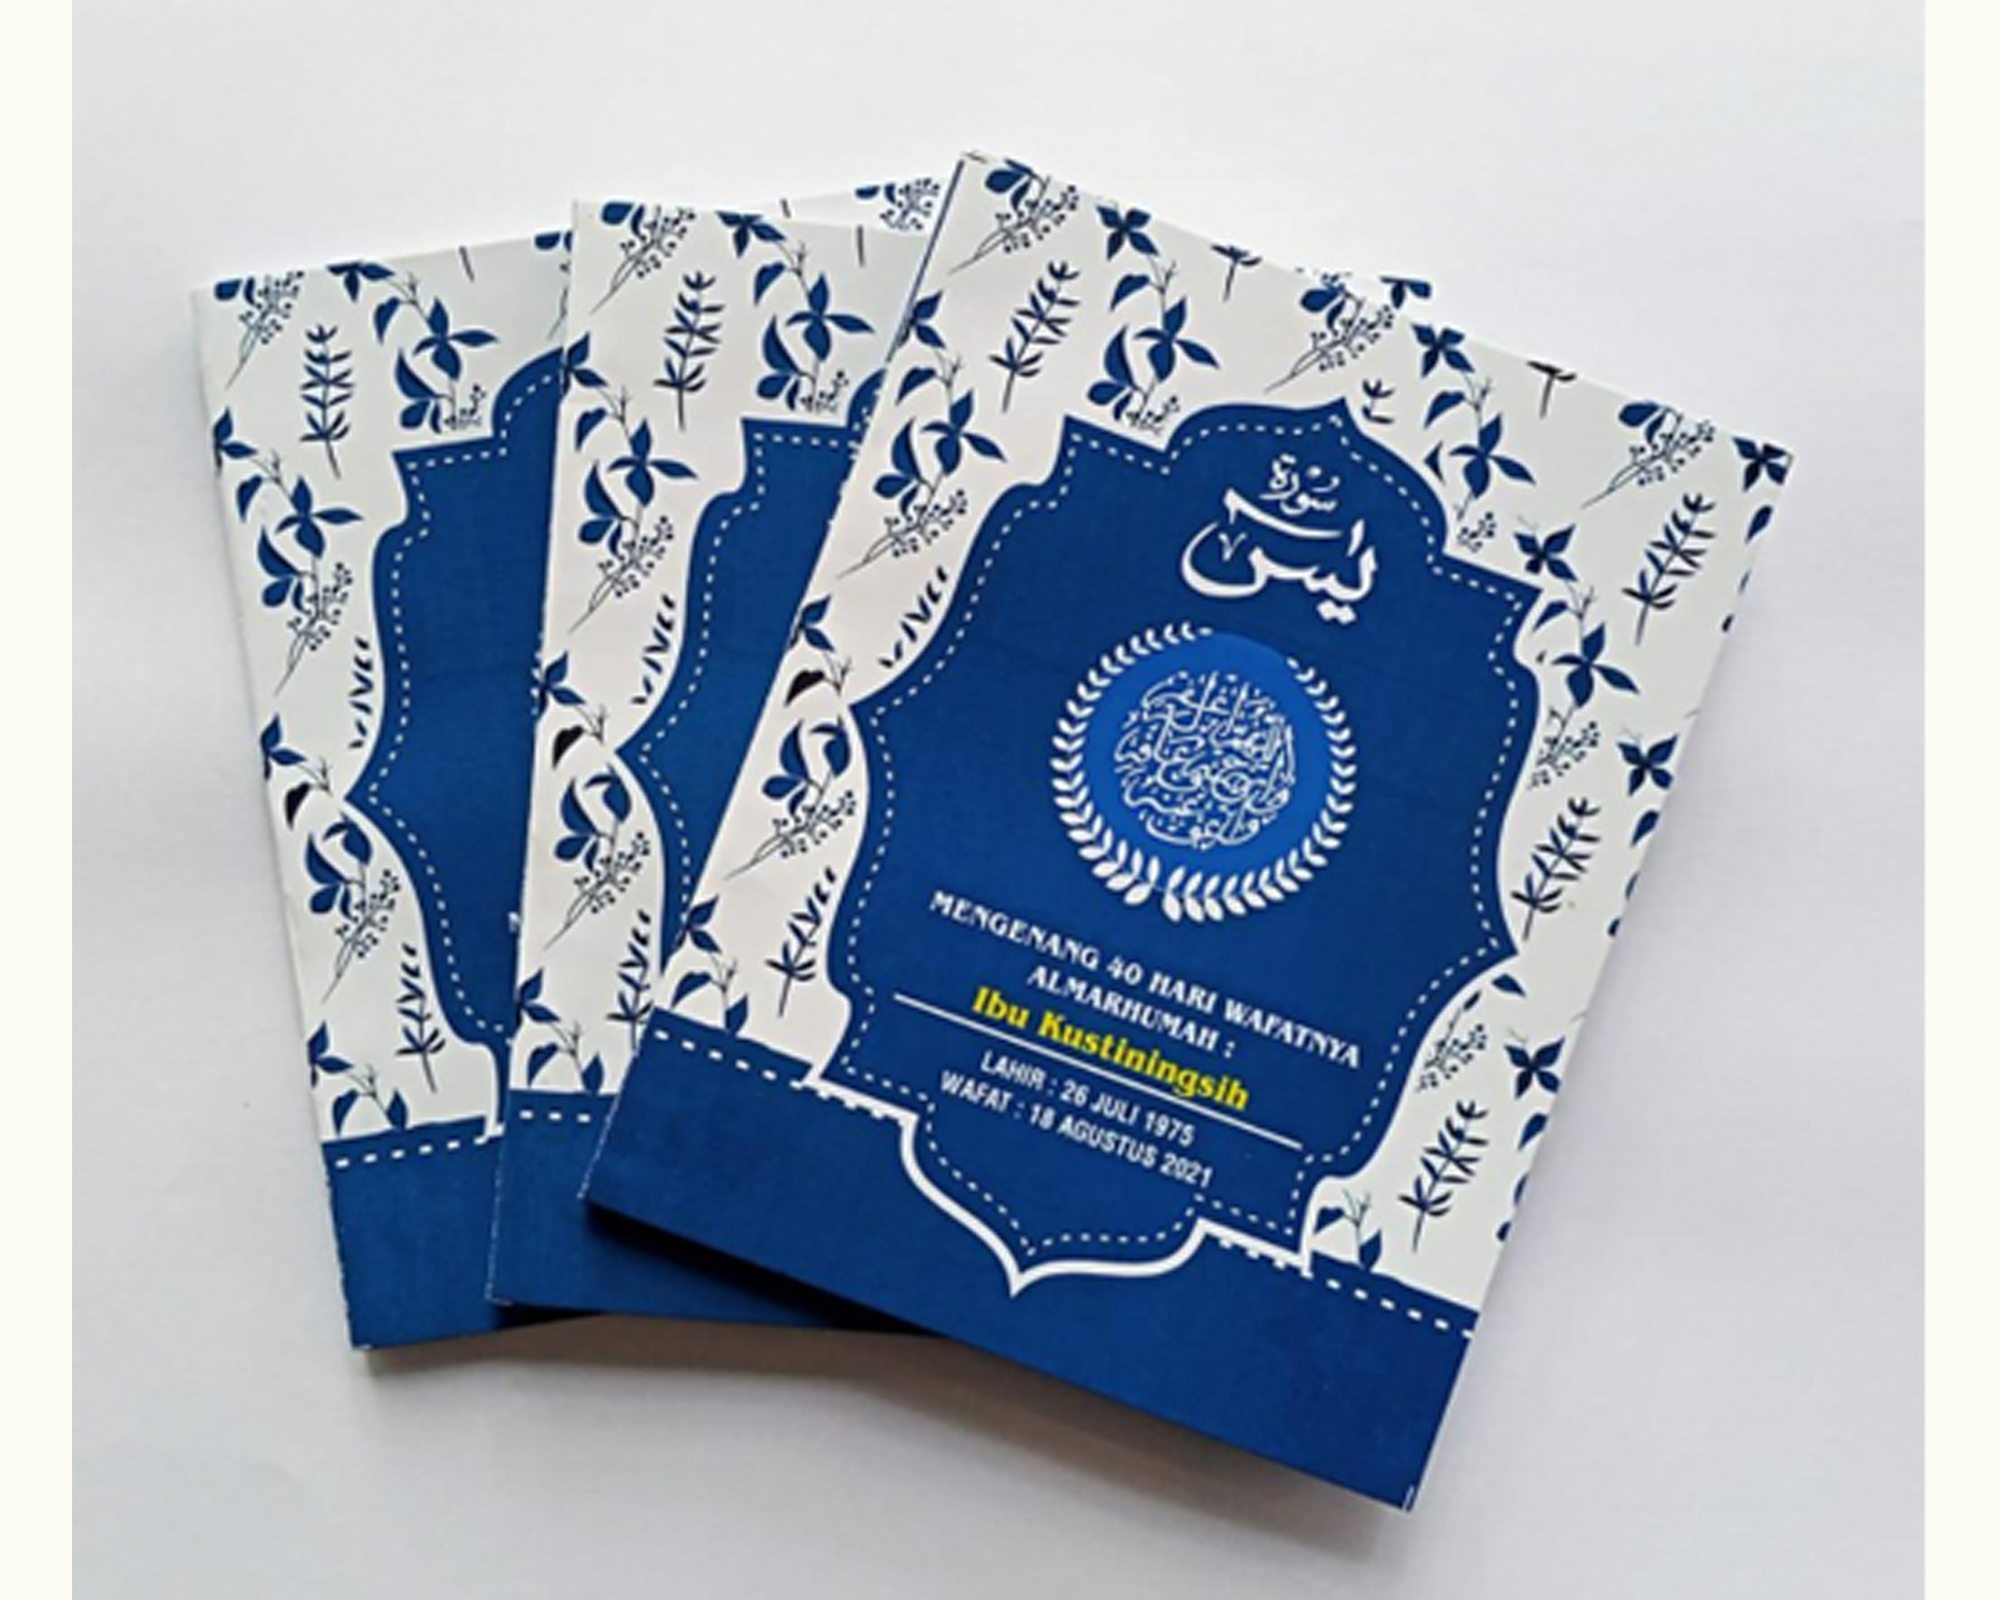 سورة
يس
MENGENANG 40 HARI WAFATNYA
ALMARHUMAH :
Ibu Kustiningsih
LAHIR : 26 JULI 1975
WAFAT : 18 AGUSTUS 2021